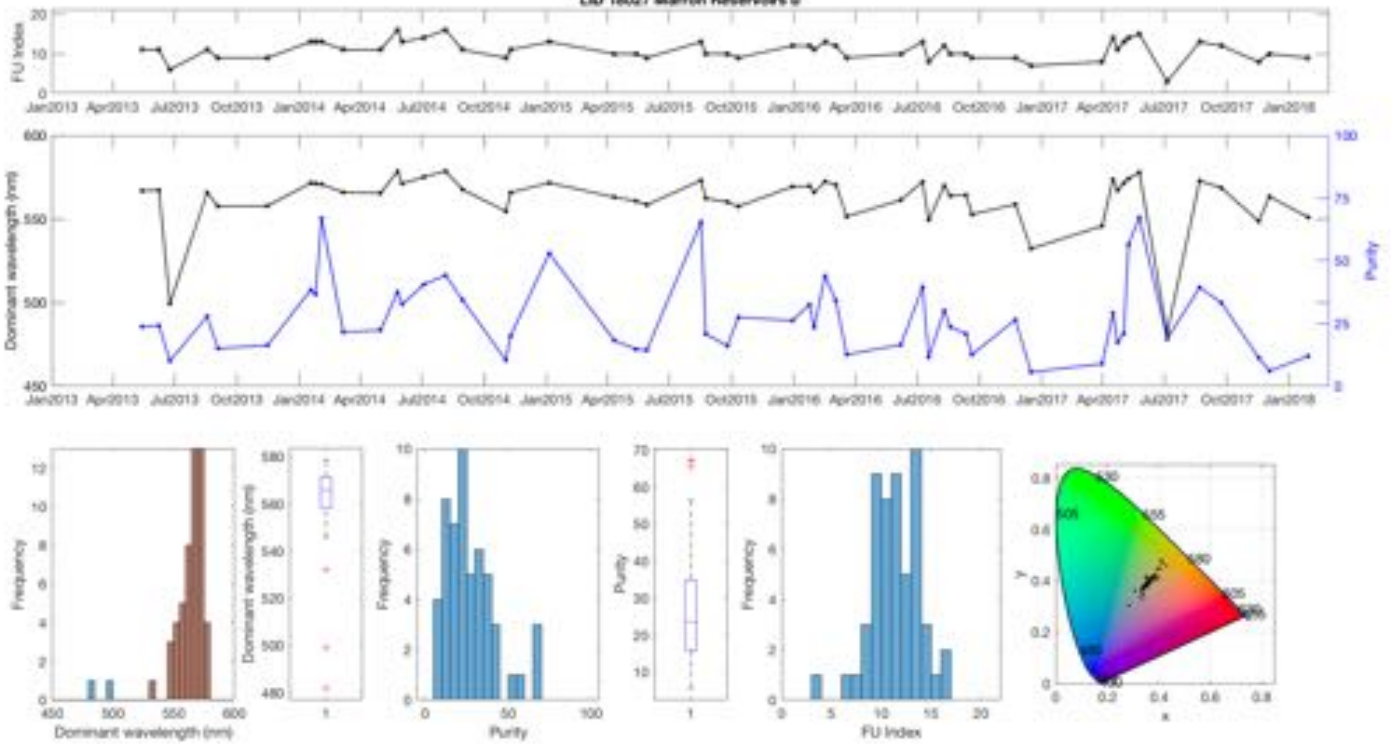 20
10
0
FU Index
Jan2013 Apr2013 Jul2013 Oct2013 Jan2014 Apr2014 Jul2014 Oct2014 Jan2015 Apr2015 Jul2015 Oct2015 Jan2016 Apr2016 Jul2016 Oct2016 Jan2017 Apr2017 Jul2017 Oct2017 Jan2018
600
550
500
450
Dominant wavelength (nm)
100
75
50
25
0
Purity
Jan2013 Apr2013 Jul2013 Oct2013 Jan2014 Apr2014 Jul2014 Oct2014 Jan2015 Apr2015 Jul2015 Oct2015 Jan2016 Apr2016 Jul2016 Oct2016 Jan2017 Apr2017 Jul2017 Oct2017 Jan2018
12
10
8
6
4
2
0
Frequency
450 500 550 600
Dominant wavelength (nm)
580
560
540
520
500
480
Dominant wavelength (nm)
1
10
8
6
4
2
0
Frequency
0 50 100
Purity
70
60
50
40
30
20
10
Purity
1
10
8
6
4
2
0
Frequency
0 5 10 15 20
FU Index
0.8
0.6
0.4
0.2
0
y
505
0 0.2 0.4 0.6 0.8
x